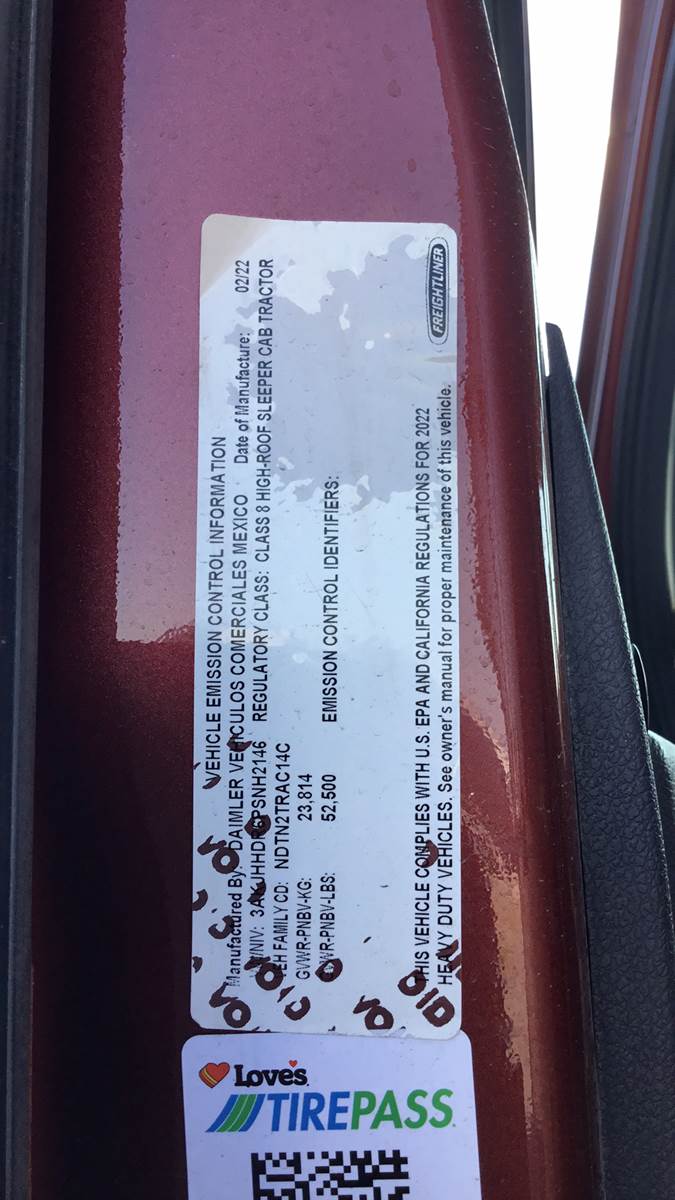 VEHICLE EMISSION CONTROL INFORMATION
Manufactured By: DAIMLER VEHICULOS COMERCIALES MEXICO Date of Manufacture: 02/22
REGULATORY CLASS: CLASS 8 HIGH-ROOF SLEEPER CAB TRACTOR
FAMILY CD: NDTN2TRAC14C
GVWR-PNBV-KG: 23,814
GVWR-PNBV-LBS: 52,500 EMISSION CONTROL IDENTIFIERS:
THIS VEHICLE COMPLIES WITH U.S. EPA AND CALIFORNIA REGULATIONS FOR 2022
HEAVY DUTY VEHICLES. See owner's manual for proper maintenance of this vehicle.
FREIGHTLINER
Love's
TIREPASS